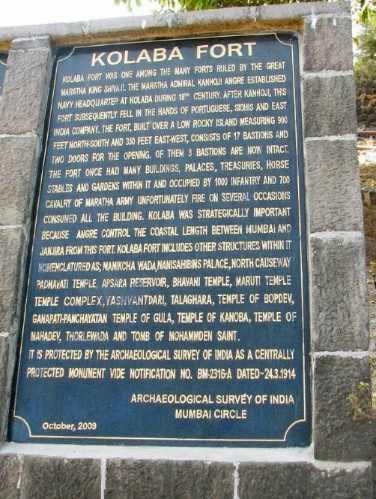 KOLABA FORT
KOLABA FORT WAS ONE AMONG THE MANY FORTS RULED BY THE GREAT
MARATHA KING SHIVAJI. THE MARATHA ADMIRAL KANHOJI ANGRE ESTABLISHED
NAVY HEADQUARTER AT KOLABA DURING 18TH CENTURY. AFTER KANHOJI, THIS
FORT SUBSEQUENTLY FELL IN THE HANDS OF PORTUGUESE, SIDHIS AND EAST
INDIA COMPANY. THE FORT, BUILT OVER A LOW ROCKY ISLAND MEASURING 900
FEET NORTH-SOUTH AND 350 FEET EAST-WEST, CONSISTS OF 17 BASTIONS AND
TWO DOORS FOR THE OPENING. OF THEM 3 BASTIONS ARE NOW INTACT.
THE FORT ONCE HAD MANY BUILDINGS, PALACES, TREASURIES, HORSE
STABLES AND GARDENS WITHIN IT AND OCCUPIED BY 1000 INFANTRY AND 700
CAVALRY OF MARATHA ARMY. UNFORTUNATELY FIRE ON SEVERAL OCCASIONS
CONSUMED ALL THE BUILDING. KOLABA WAS STRATEGICALLY IMPORTANT
BECAUSE ANGRE CONTROL THE COASTAL LENGTH BETWEEN MUMBAI AND
JANJIRA FROM THIS FORT. KOLABA FORT INCLUDES OTHER STRUCTURES WITHIN IT
NOMENCLATURED AS; MANIKCHA WADA, NANISAHIBINS PALACE, NORTH CAUSEWAY
PADMAVATI TEMPLE, APSARA RESERVOIR, BHAVANI TEMPLE, MARUTI TEMPLE
TEMPLE COMPLEX, YASHVANTDARI, TALAGHARA, TEMPLE OF BOPDEV,
GANAPATI-PANCHAYATAN TEMPLE OF GULA, TEMPLE OF KANOBA, TEMPLE OF
MAHADEV, THORLEWADA AND TOMB OF MOHAMMDEN SAINT.
IT IS PROTECTED BY THE ARCHAEOLOGICAL SURVEY OF INDIA AS A CENTRALLY
PROTECTED MONUMENT VIDE NOTIFICATION NO. BM-2316-A DATED-24.3.1914
ARCHAEOLOGICAL SURVEY OF INDIA
MUMBAI CIRCLE
October, 2009